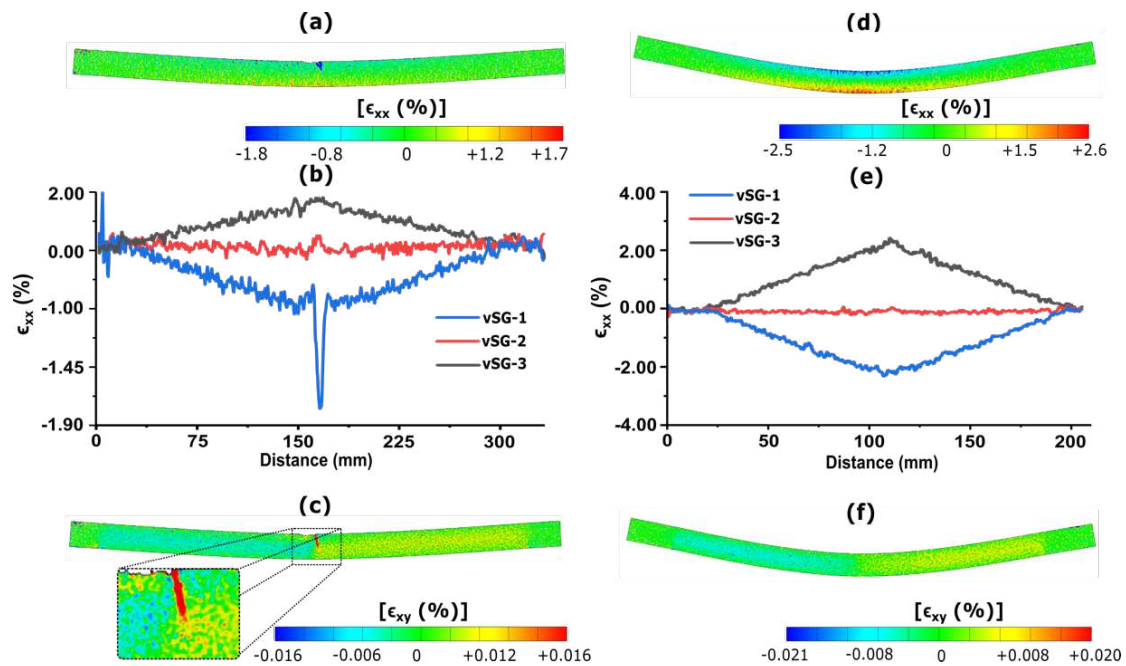 (a)
[ϵxx (%)]
-1.8 -0.8 0 +1.2 +1.7
(b)
2.00
0.00
-1.00
-1.45
-1.90
ϵxx (%)
vSG-1
vSG-2
vSG-3
0 75 150 225 300
Distance (mm)
(c)
[ϵxy (%)]
-0.016 -0.006 0 +0.012 +0.016
(d)
[ϵxx (%)]
-2.5 -1.2 0 +1.5 +2.6
(e)
4.00
2.00
0.00
-2.00
-4.00
ϵxx (%)
vSG-1
vSG-2
vSG-3
0 50 100 150 200
Distance (mm)
(f)
[ϵxy (%)]
-0.021 -0.006 0 +0.008 +0.020